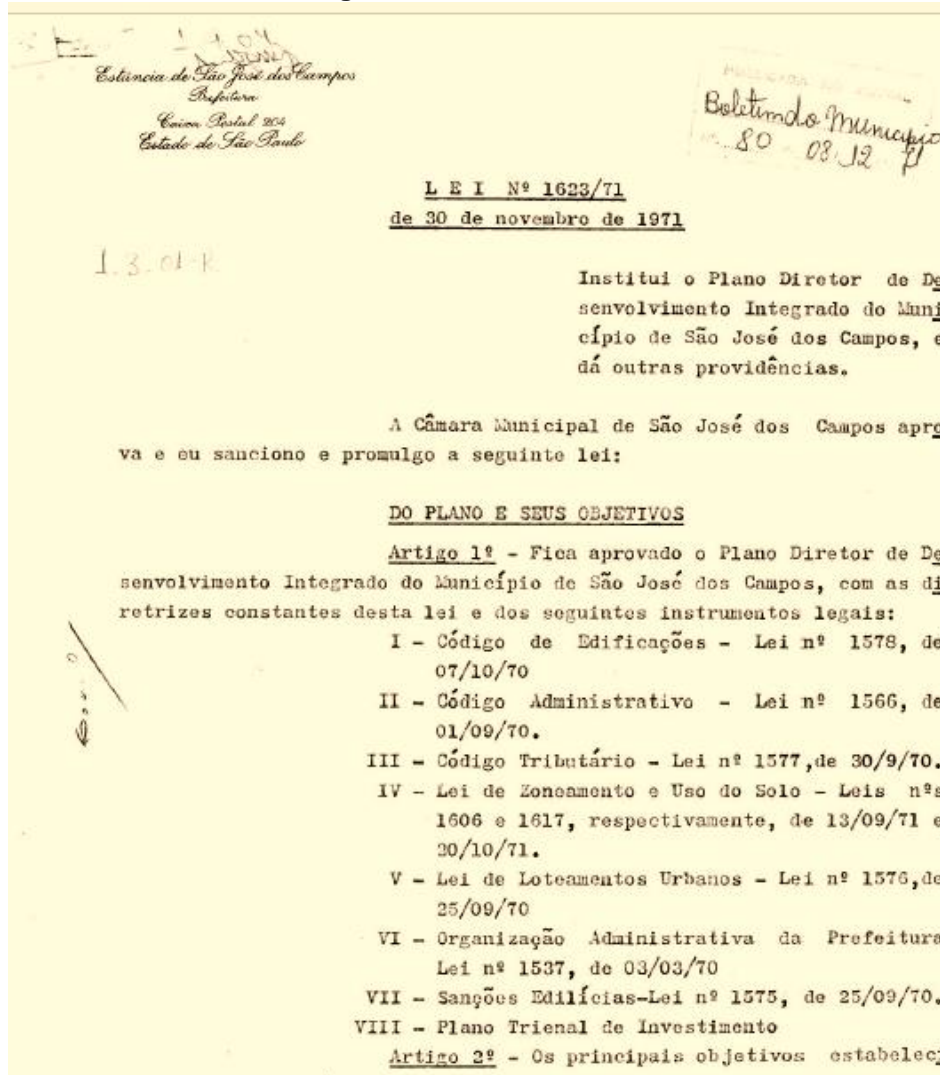 Estância de São José dos Campos
Prefeitura
Caixa Postal 204
Estado de São Paulo
Boletim do Município
80 08 12 71
L E I Nº 1623/71
de 30 de novembro de 1971
1.3.01-R
Institui o Plano Diretor de De
senvolvimento Integrado do Muni
cípio de São José dos Campos, e
dá outras providências.
A Câmara Municipal de São José dos Campos apro
va e eu sanciono e promulgo a seguinte lei:
DO PLANO E SEUS OBJETIVOS
Artigo 1º - Fica aprovado o Plano Diretor de De
senvolvimento Integrado do Município de São José dos Campos, com as di
retrizes constantes desta lei e dos seguintes instrumentos legais:
I - Código de Edificações - Lei nº 1578, de
07/10/70
II - Código Administrativo - Lei nº 1566, de
01/09/70.
III - Código Tributário - Lei nº 1577,de 30/9/70.
IV - Lei de Zoneamento e Uso do Solo - Leis nºs
1606 e 1617, respectivamente, de 13/09/71 e
20/10/71.
V - Lei de Loteamentos Urbanos - Lei nº 1576,de
25/09/70
VI - Organização Administrativa da Prefeitura
Lei nº 1537, de 03/03/70
VII - Sanções Edilícias-Lei nº 1575, de 25/09/70.
VIII - Plano Trienal de Investimento
Artigo 2º - Os principais objetivos estabeleci